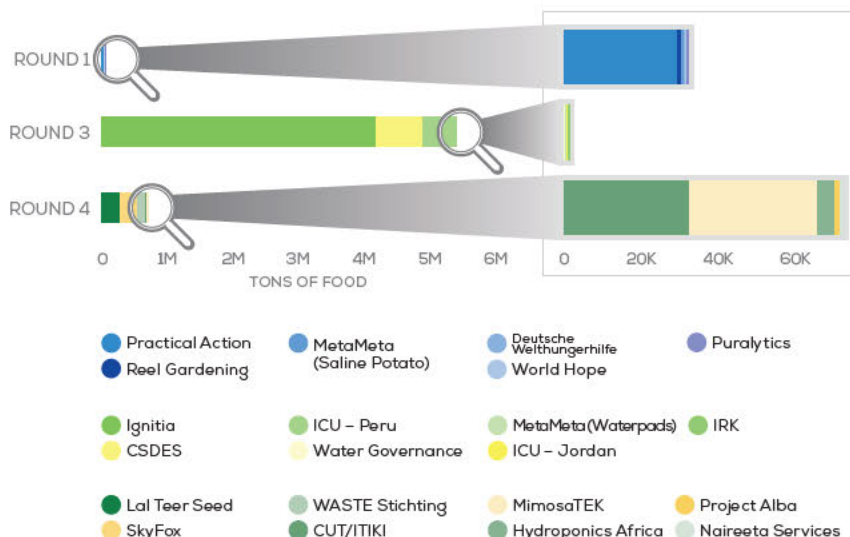 ROUND 1
ROUND 3
ROUND 4
0 1M 2M 3M 4M 5M 6M 0 20K 40K 60K
TONS OF FOOD
Practical Action
Reel Gardening
MetaMeta
(Saline Potato)
Deutsche
Welthungerhilfe
World Hope
Puralytics
Ignitia
CSDES
ICU – Peru
Water Governance
MetaMeta (Waterpads)
ICU – Jordan
IRK
Lal Teer Seed
SkyFox
WASTE Stichting
CUT/ITIKI
MimosaTEK
Hydroponics Africa
Project Alba
Naireeta Services